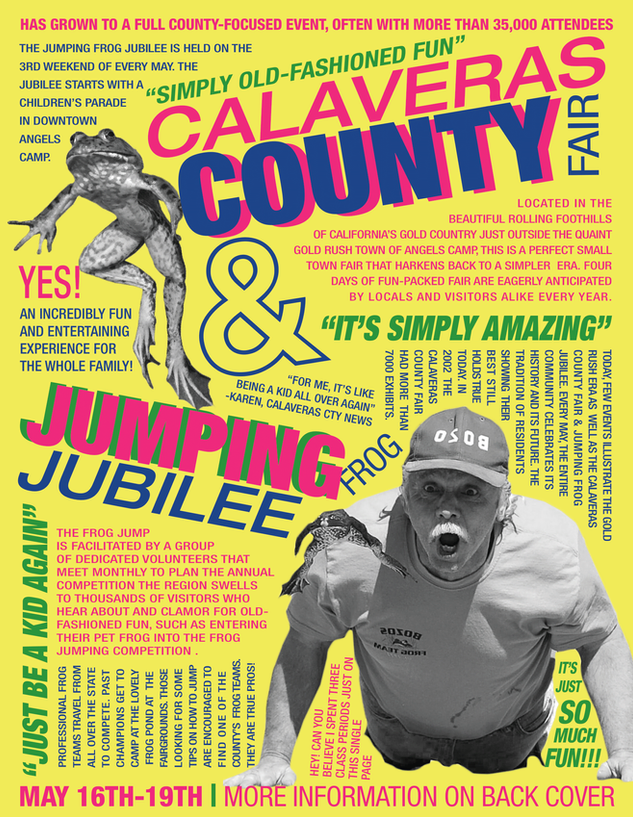 HAS GROWN TO A FULL COUNTY-FOCUSED EVENT, OFTEN WITH MORE THAN 35,000 ATTENDEES
THE JUMPING FROG JUBILEE IS HELD ON THE
3RD WEEKEND OF EVERY MAY. THE
JUBILEE STARTS WITH A
CHILDREN'S PARADE
IN DOWNTOWN
ANGELS
CAMP.
“SIMPLY OLD-FASHIONED FUN”
CALAVERAS
COUNTY
FAIR
&
LOCATED IN THE
BEAUTIFUL ROLLING FOOTHILLS
OF CALIFORNIA'S GOLD COUNTRY JUST OUTSIDE THE QUAINT
GOLD RUSH TOWN OF ANGELS CAMP, THIS IS A PERFECT SMALL
TOWN FAIR THAT HARKENS BACK TO A SIMPLER ERA. FOUR
DAYS OF FUN-PACKED FAIR ARE EAGERLY ANTICIPATED
BY LOCALS AND VISITORS ALIKE EVERY YEAR.
YES!
AN INCREDIBLY FUN
AND ENTERTAINING
EXPERIENCE FOR
THE WHOLE FAMILY!
“IT'S SIMPLY AMAZING”
“FOR ME, IT'S LIKE
BEING A KID ALL OVER AGAIN”
-KAREN, CALAVERAS CTY NEWS
TODAY, FEW EVENTS ILLUSTRATE THE GOLD
RUSH ERA AS WELL AS THE CALAVERAS
COUNTY FAIR & JUMPING FROG
JUBILEE. EVERY MAY, THE ENTIRE
COMMUNITY CELEBRATES ITS
HISTORY AND ITS FUTURE. THE
TRADITION OF RESIDENTS
SHOWING THEIR
BEST STILL
HOLDS TRUE
TODAY. IN
2002 THE
CALAVERAS
COUNTY FAIR
HAD MORE THAN
7000 EXHIBITS.
JUMPING
FROG
JUBILEE
BOZO
BOZOS
FROG TEAM
“JUST BE A KID AGAIN”
THE FROG JUMP
IS FACILITATED BY A GROUP
OF DEDICATED VOLUNTEERS THAT
MEET MONTHLY TO PLAN THE ANNUAL
COMPETITION THE REGION SWELLS
TO THOUSANDS OF VISITORS WHO
HEAR ABOUT AND CLAMOR FOR OLD-
FASHIONED FUN, SUCH AS ENTERING
THEIR PET FROG INTO THE FROG
JUMPING COMPETITION .
PROFESSIONAL FROG
TEAMS TRAVEL FROM
ALL OVER THE STATE
TO COMPETE. PAST
CHAMPIONS GET TO
CAMP AT THE LOVELY
FROG POND AT THE
FAIRGROUNDS. THOSE
LOOKING FOR SOME
TIPS ON HOW TO JUMP
ARE ENCOURAGED TO
FIND ONE OF THE
COUNTY'S FROG TEAMS.
THEY ARE TRUE PROS!
HEY! CAN YOU
BELIEVE I SPENT THREE
CLASS PERIODS JUST ON
THIS SINGLE
PAGE
IT'S
JUST
SO
MUCH
FUN!!!
MAY 16TH-19TH | MORE INFORMATION ON BACK COVER